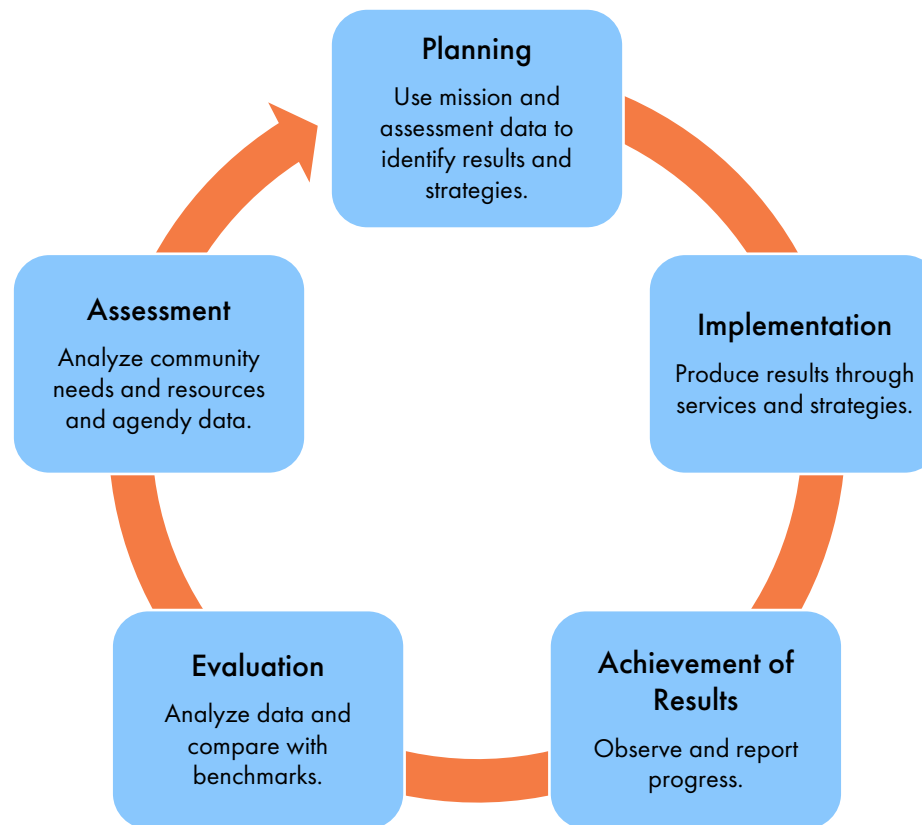 Planning
Use mission and
assessment data to
identify results and
strategies.
Assessment
Analyze community
needs and resources
and agendy data.
Implementation
Produce results through
services and strategies.
Evaluation
Analyze data and
compare with
benchmarks.
Achievement of
Results
Observe and report
progress.